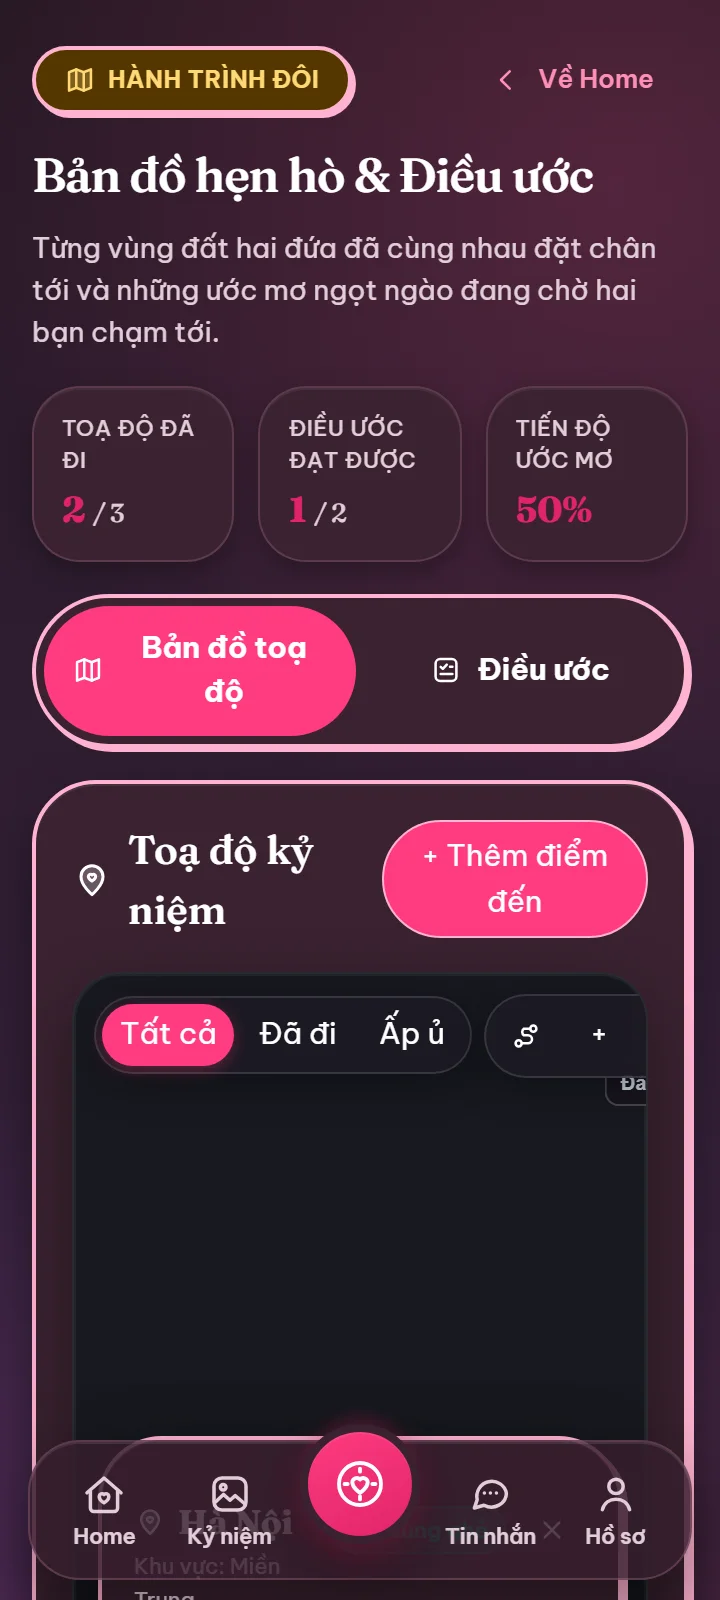 HÀNH TRÌNH ĐÔI
Về Home
Bản đồ hẹn hò & Điều ước
Từng vùng đất hai đứa đã cùng nhau đặt chân
tới và những ước mơ ngọt ngào đang chờ hai
bạn chạm tới.
TOẠ ĐỘ ĐÃ
ĐI
2 / 3
ĐIỀU ƯỚC
ĐẠT ĐƯỢC
1 / 2
TIẾN ĐỘ
ƯỚC MƠ
50%
Bản đồ toạ
độ
Điều ước
Toạ độ kỷ
niệm
+ Thêm điểm
đến
Tất cả
Đã đi
Ấp ủ
+
Hà Nội
Khu vực: Miền
Trung
Home
Kỷ niệm
Tin nhắn
Hồ sơ